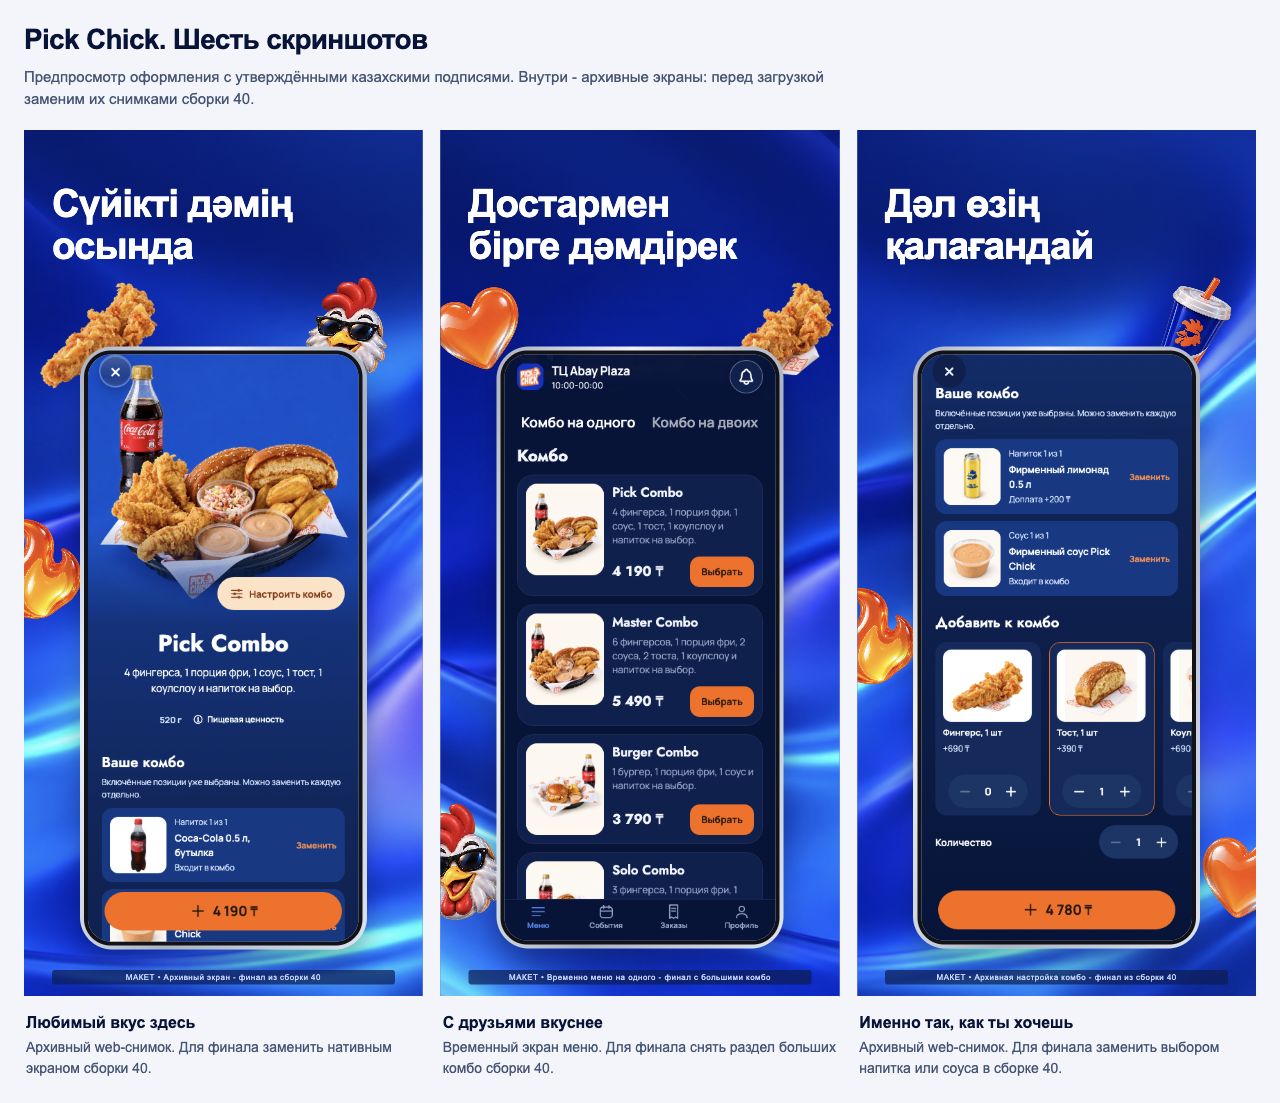 Pick Chick. Шесть скриншотов
Предпросмотр оформления с утверждёнными казахскими подписями. Внутри - архивные экраны: перед загрузкой
заменим их снимками сборки 40.
Сүйікті дәмің
осында
Coca-Cola
PICK
CHICK
Настроить комбо
Pick Combo
4 фингерса, 1 порция фри, 1 соус, 1 тост, 1
коулслоу и напиток на выбор.
520 г
Пищевая ценность
Ваше комбо
Включённые позиции уже выбраны. Можно заменить каждую
отдельно.
Напиток 1 из 1
Coca-Cola 0.5 л,
бутылка
Входит в комбо
Заменить
+ 4 190 ₸
Chick
МАКЕТ • Архивный экран - финал из сборки 40
Любимый вкус здесь
Архивный web-снимок. Для финала заменить нативным
экраном сборки 40.
Достармен
бірге дәмдірек
PICK
CHICK
ТЦ Abay Plaza
10:00-00:00
Комбо на одного
Комбо на двоих
Комбо
Pick Combo
4 фингерса, 1 порция фри, 1
соус, 1 тост, 1 коулслоу и
напиток на выбор.
4 190 ₸
Выбрать
Master Combo
6 фингерсов, 1 порция фри, 2
соуса, 2 тоста, 1 коулслоу и
напиток на выбор.
5 490 ₸
Выбрать
Burger Combo
1 бургер, 1 порция фри, 1 соус и
напиток на выбор.
3 790 ₸
Выбрать
Solo Combo
3 фингерса, 1 порция фри, 1
Меню
События
Заказы
Профиль
МАКЕТ • Временно меню на одного - финал с большими комбо
С друзьями вкуснее
Временный экран меню. Для финала снять раздел больших
комбо сборки 40.
Дәл өзің
қалағандай
Ваше комбо
Включённые позиции уже выбраны. Можно заменить каждую
отдельно.
Напиток 1 из 1
Фирменный лимонад
0.5 л
Доплата +200 ₸
Заменить
Соус 1 из 1
Фирменный соус Pick
Chick
Входит в комбо
Заменить
Добавить к комбо
Фингерс, 1 шт
+690 ₸
− 0 +
Тост, 1 шт
+390 ₸
− 1 +
Коул
+690
Количество
− 1 +
+ 4 780 ₸
МАКЕТ • Архивная настройка комбо - финал из сборки 40
Именно так, как ты хочешь
Архивный web-снимок. Для финала заменить выбором
напитка или соуса в сборке 40.